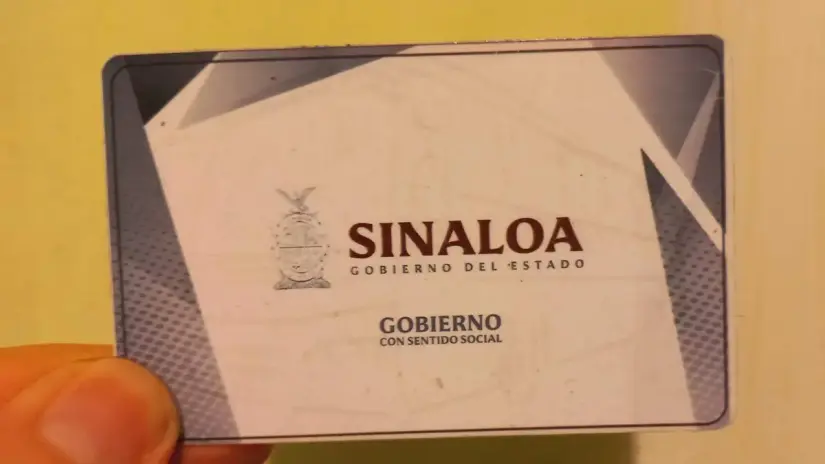 SINALOA
GOBIERNO DEL ESTADO
GOBIERNO
CON SENTIDO SOCIAL